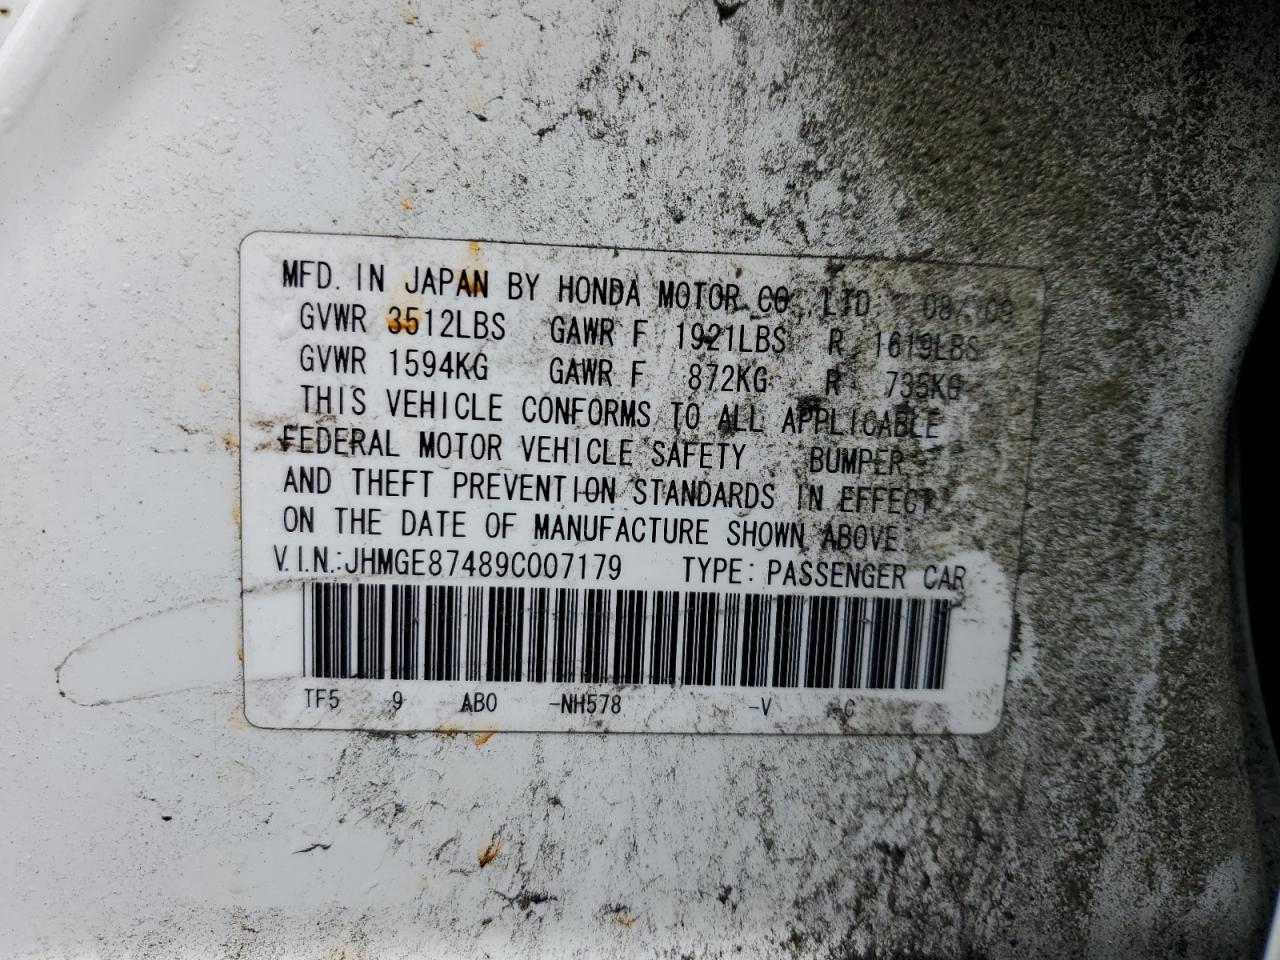 MFD. IN JAPAN BY HONDA MOTOR CO., LTD.
GVWR 3512LBS GAWR F 1921LBS R 1619LBS
GVWR 1594KG GAWR F 872KG R 735KG
THIS VEHICLE CONFORMS TO ALL APPLICABLE
FEDERAL MOTOR VEHICLE SAFETY BUMPER
AND THEFT PREVENTION STANDARDS IN EFFECT
ON THE DATE OF MANUFACTURE SHOWN ABOVE.
V.I.N.:JHMGE87489C007179 TYPE: PASSENGER CAR
TF5 9 AB0 -NH578 -V -C